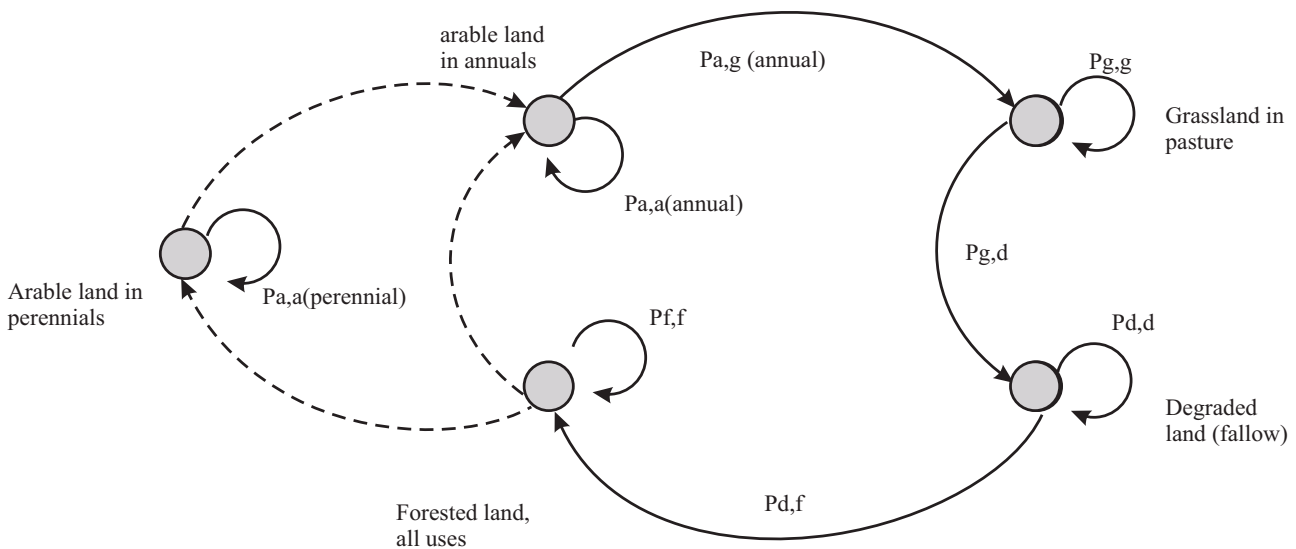 arable land
in annuals
Pa,g (annual)
Pg,g
Grassland in
pasture
Pa,a(annual)
Pg,d
Arable land in
perennials
Pa,a(perennial)
Pf,f
Pd,d
Degraded
land (fallow)
Pd,f
Forested land,
all uses